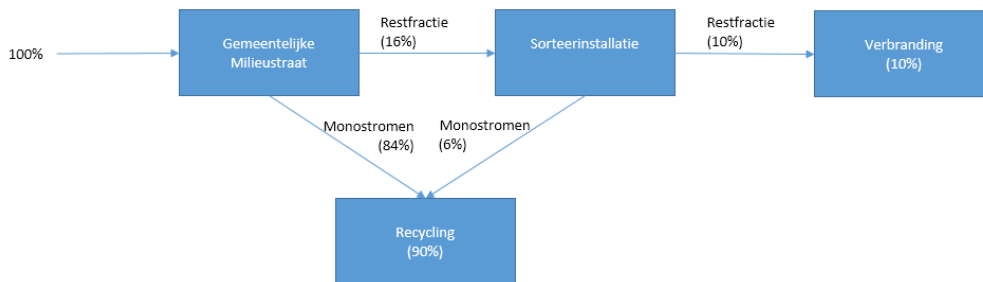 100%
Gemeentelijke
Milieustraat
Restfractie
(16%)
Sorteerinstallatie
Restfractie
(10%)
Verbranding
(10%)
Monostromen
(84%)
Monostromen
(6%)
Recycling
(90%)